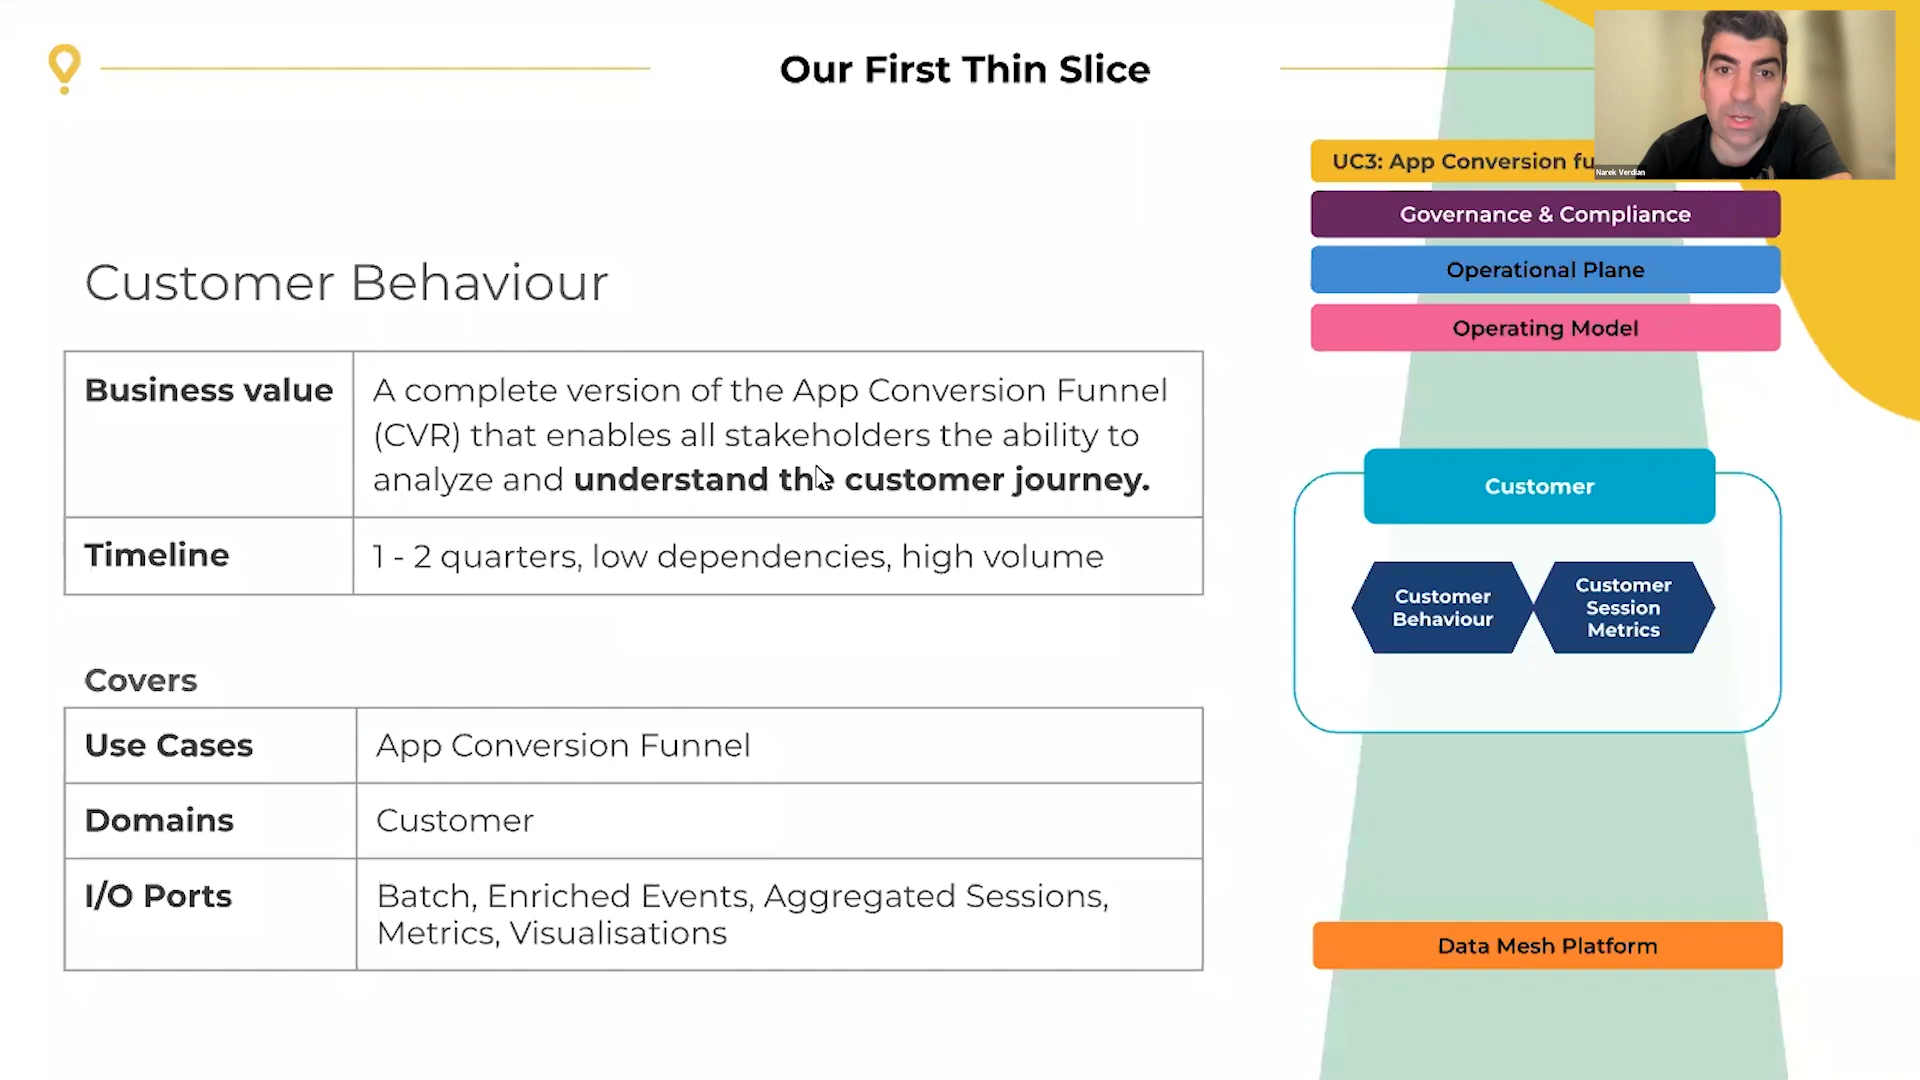 Our First Thin Slice
Customer Behaviour
Business value
A complete version of the App Conversion Funnel
(CVR) that enables all stakeholders the ability to
analyze and understand the customer journey.
Timeline
1 - 2 quarters, low dependencies, high volume
Covers
Use Cases
App Conversion Funnel
Domains
Customer
I/O Ports
Batch, Enriched Events, Aggregated Sessions,
Metrics, Visualisations
UC3: App Conversion fu
Narek Verdian
Governance & Compliance
Operational Plane
Operating Model
Customer
Customer
Behaviour
Customer
Session
Metrics
Data Mesh Platform